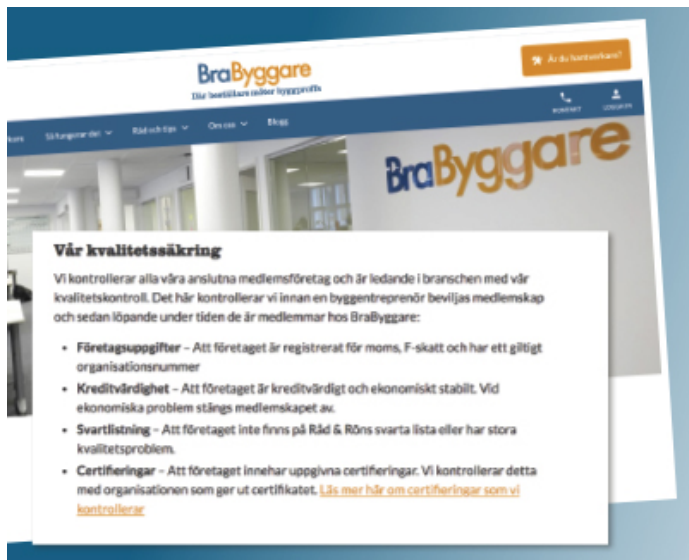 BraByggare
Där beställare möter byggproffs
Är du hantverkare?
Så fungerar det
Råd och tips
Om oss
Blogg
KONTAKT
LOGGA IN
BraByggare
Vår kvalitetssäkring
Vi kontrollerar alla våra anslutna medlemsföretag och är ledande i branschen med vår
kvalitetskontroll. Det här kontrollerar vi innan en byggentreprenör beviljas medlemskap
och sedan löpande under tiden de är medlemmar hos BraByggare:
• Företagsuppgifter – Att företaget är registrerat för moms, F-skatt och har ett giltigt
organisationsnummer
• Kreditvärdighet – Att företaget är kreditvärdigt och ekonomiskt stabilt. Vid
ekonomiska problem stängs medlemskapet av.
• Svartlistning – Att företaget inte finns på Råd & Röns svarta lista eller har stora
kvalitetsproblem.
• Certifieringar – Att företaget innehar uppgivna certifieringar. Vi kontrollerar detta
med organisationen som ger ut certifikatet. Läs mer här om certifieringar som vi
kontrollerar